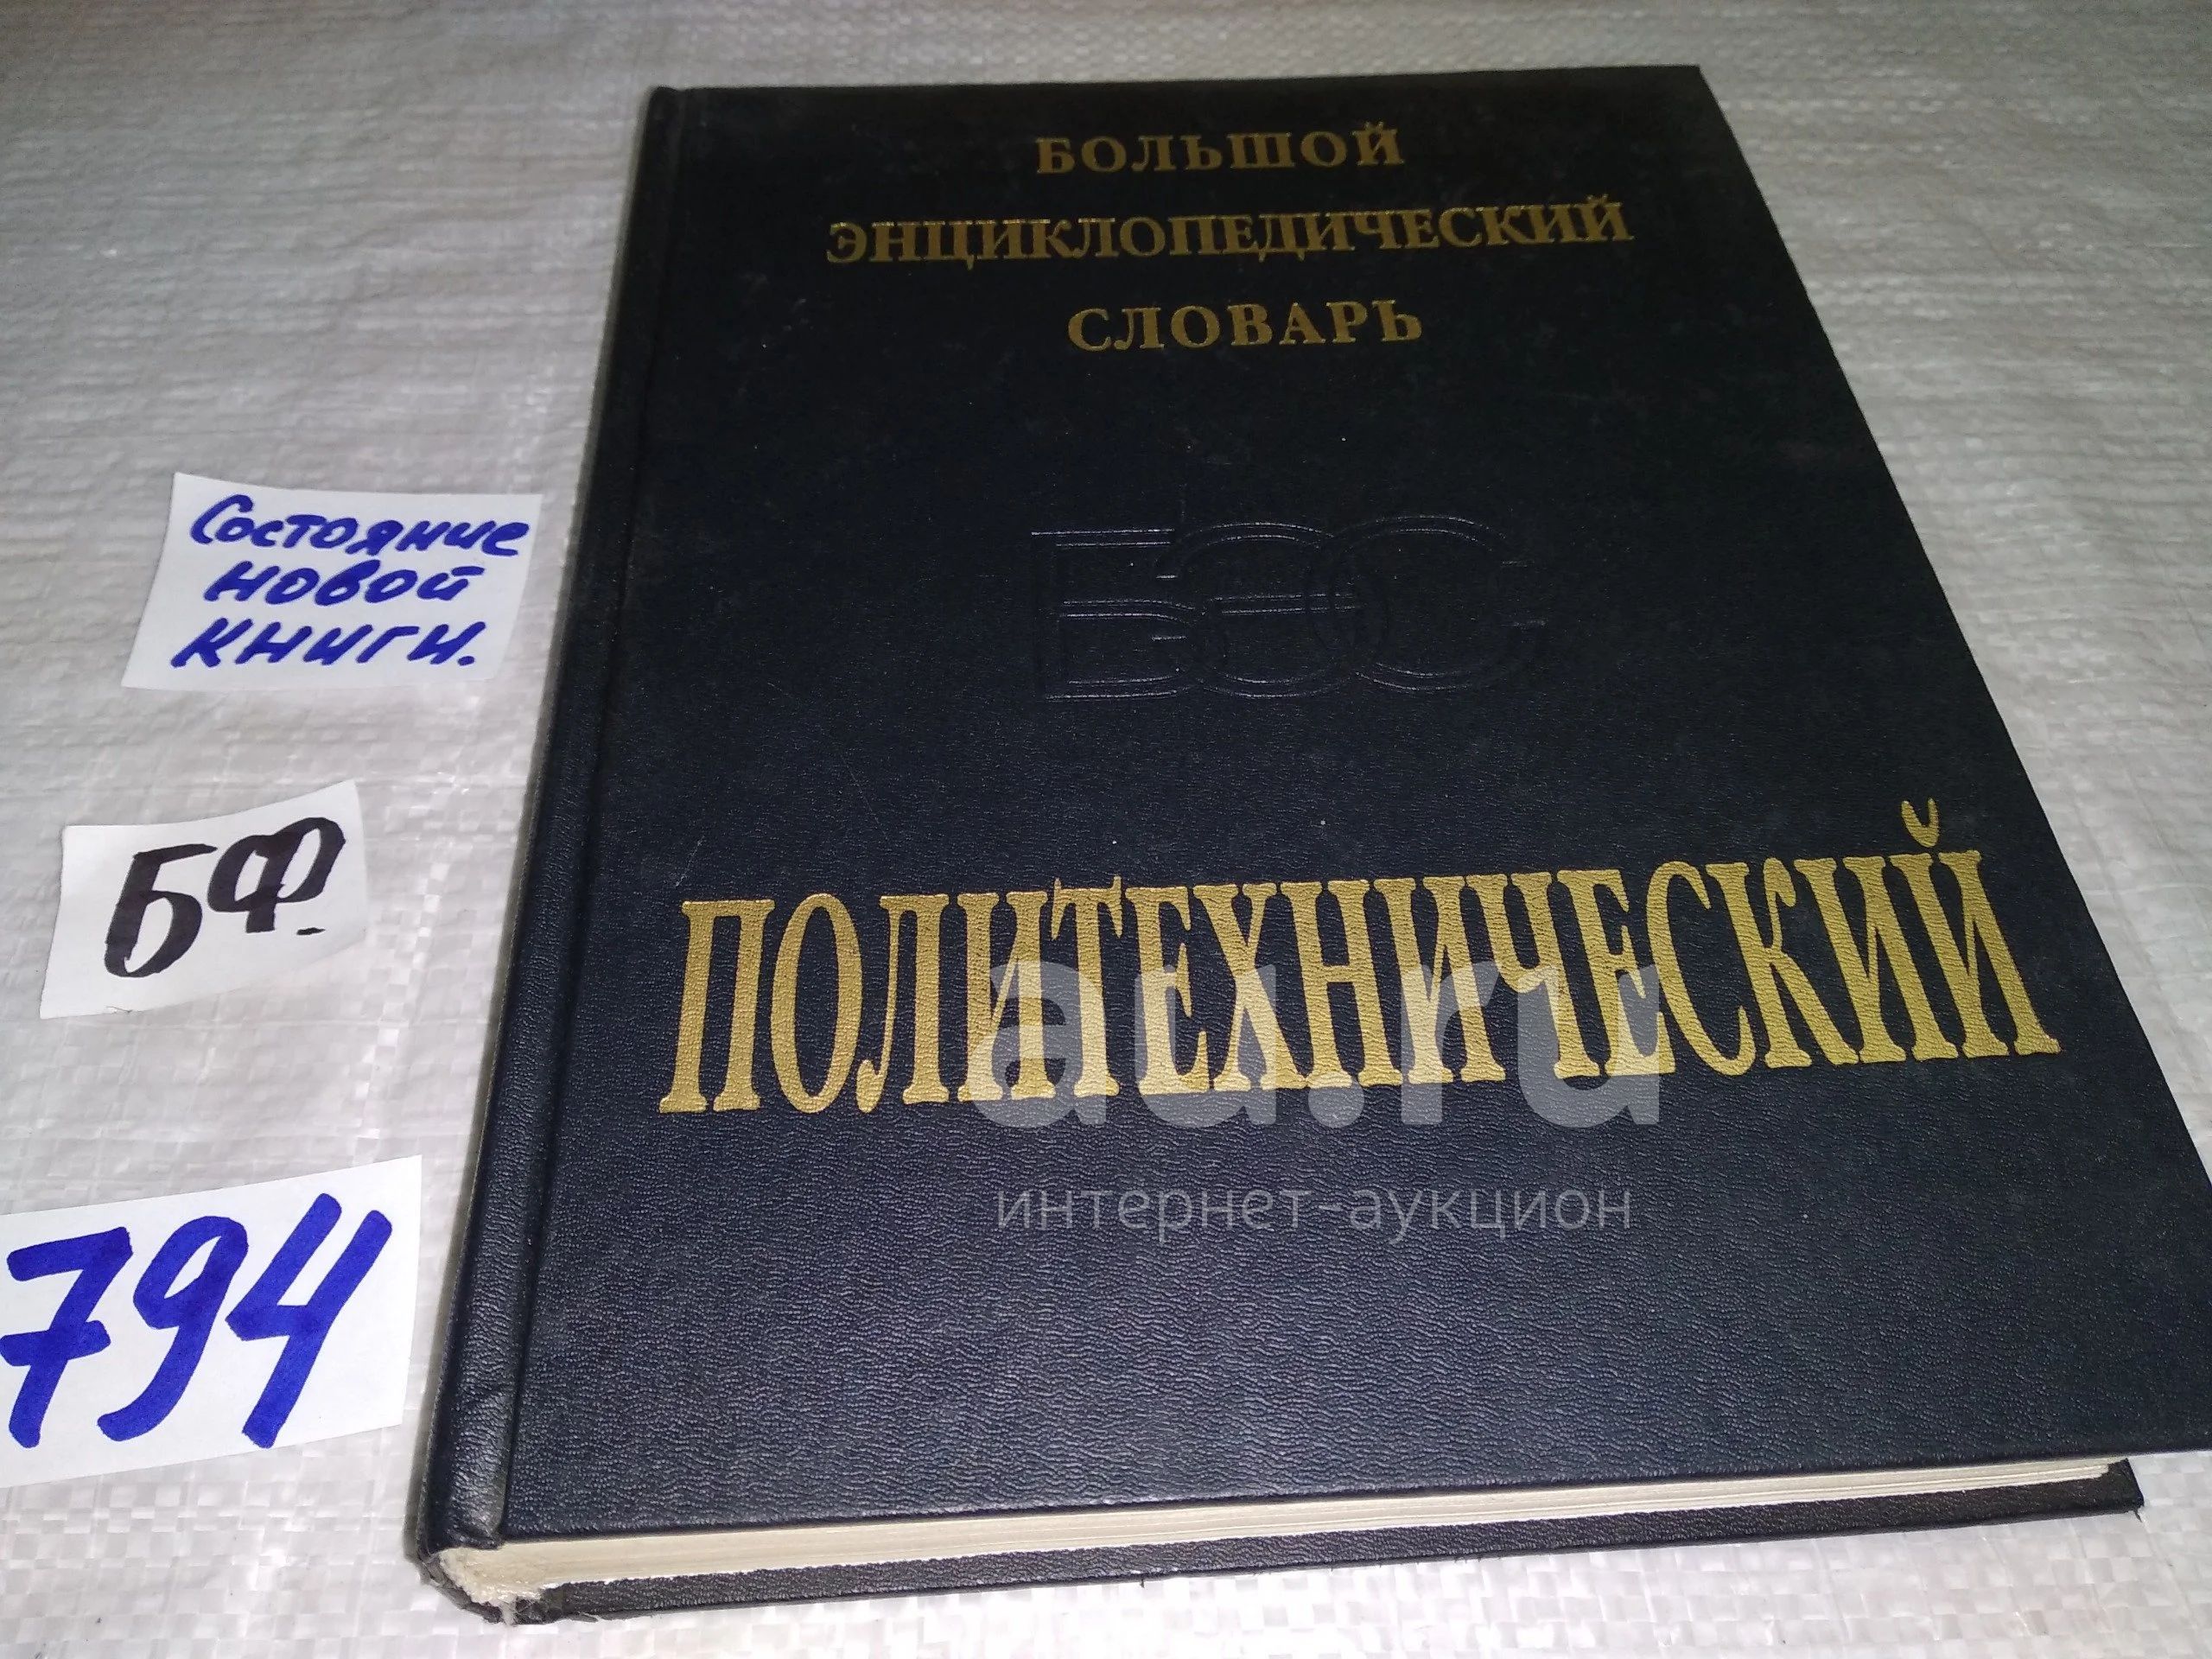 БОЛЬШОЙ
ЭНЦИКЛОПЕДИЧЕСКИЙ
СЛОВАРЬ
БЭС
ПОЛИТЕХНИЧЕСКИЙ
Состояние
новой
книги.
БФ.
794
au.ru
интернет-аукцион